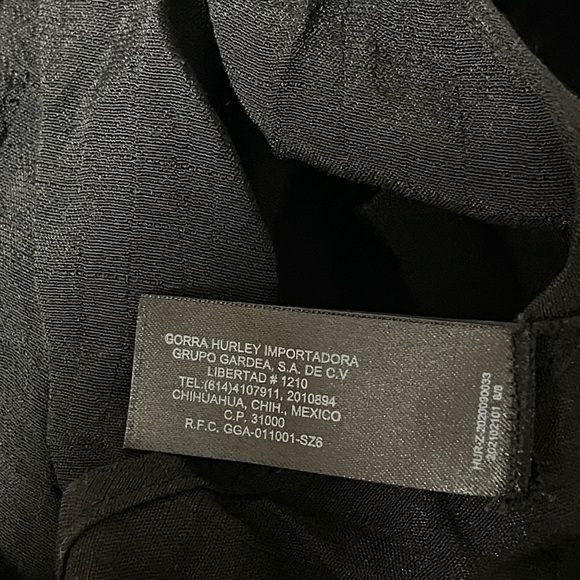 GORRA HURLEY IMPORTADORA
GRUPO GARDEA, S.A. DE C.V
LIBERTAD # 1210
TEL:(614)4107911, 2010894
CHIHUAHUA, CHIH., MEXICO
C.P. 31000
R.F.C. GGA-011001-SZ6
HUR-Z-2020090033
202102101 8/8